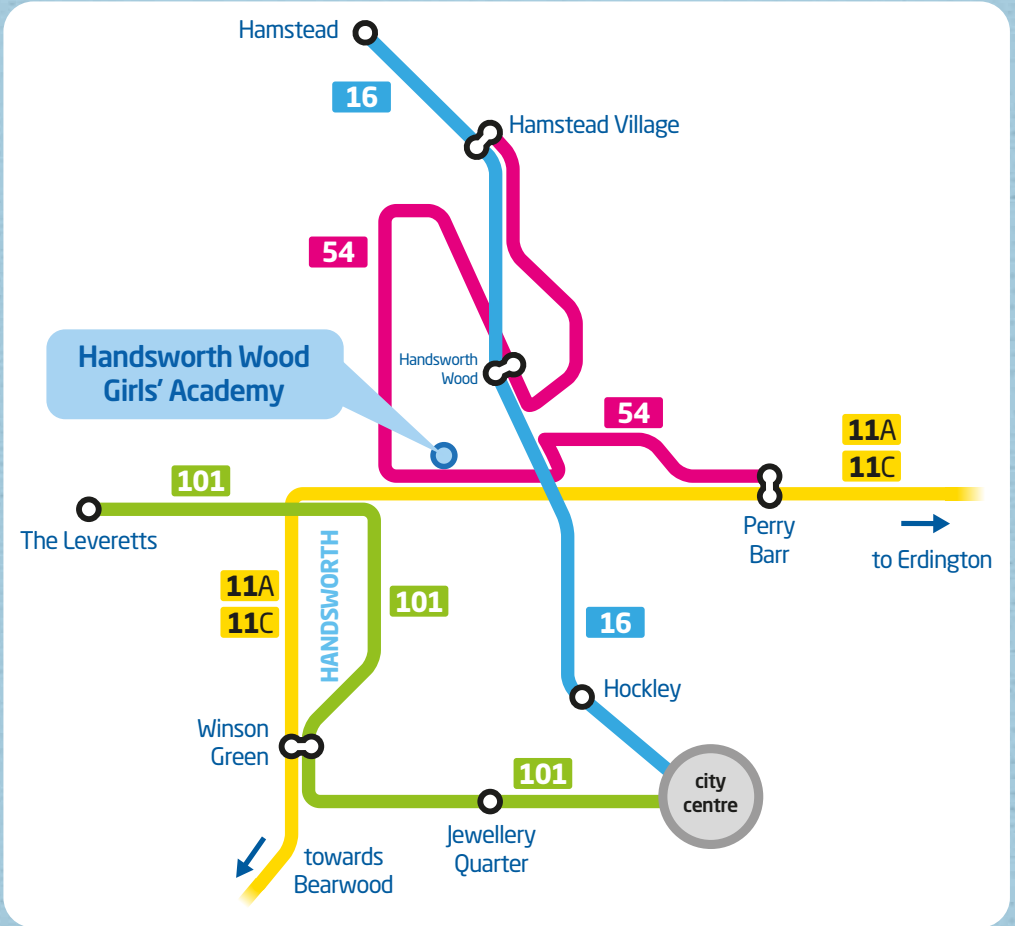 Hamstead
16
Hamstead Village
54
Handsworth Wood
Girls' Academy
Handsworth
Wood
54
11A
11C
101
The Leveretts
Perry
Barr
to Erdington
HANDSWORTH
11A
11C
101
16
Hockley
Winson
Green
101
city
centre
Jewellery
Quarter
towards
Bearwood